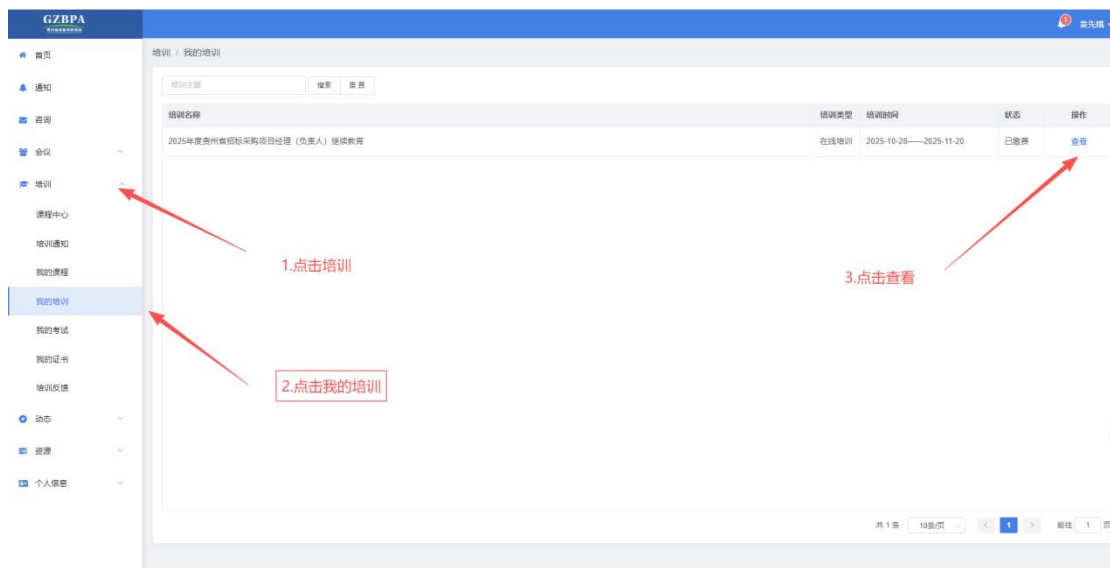 GZBPA
袁先娥
首页
通知
咨询
会议
培训
课程中心
培训通知
我的课程
我的培训
我的考试
我的证书
培训反馈
动态
资源
个人信息
培训 / 我的培训
培训主题 搜索 重置
培训名称 培训类型 培训时间 状态 操作
2025年度贵州省招标采购项目经理（负责人）继续教育 在线培训 2025-10-28——2025-11-20 已缴费 查看
1.点击培训
2.点击我的培训
3.点击查看
共 1 条 10条/页 1 前往 1 页